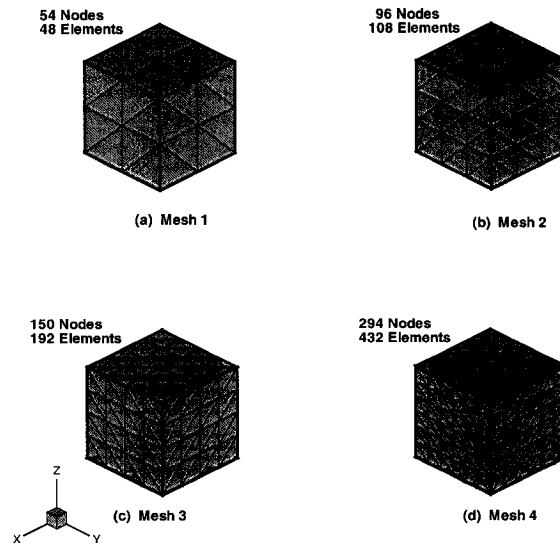 54 Nodes
48 Elements
96 Nodes
108 Elements
(a) Mesh 1
(b) Mesh 2
150 Nodes
192 Elements
294 Nodes
432 Elements
Z
X
Y
(c) Mesh 3
(d) Mesh 4